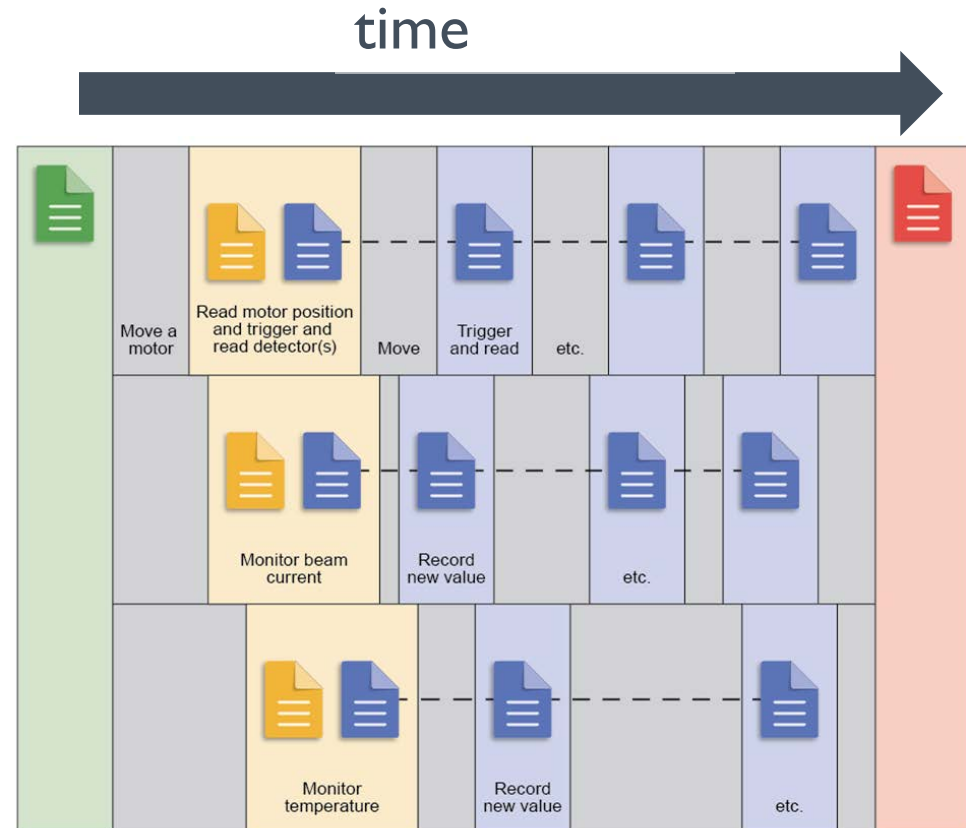 time
Move a
motor
Read motor position
and trigger and
read detector(s)
Move
Trigger
and read
etc.
Monitor beam
current
Record
new value
etc.
Monitor
temperature
Record
new value
etc.